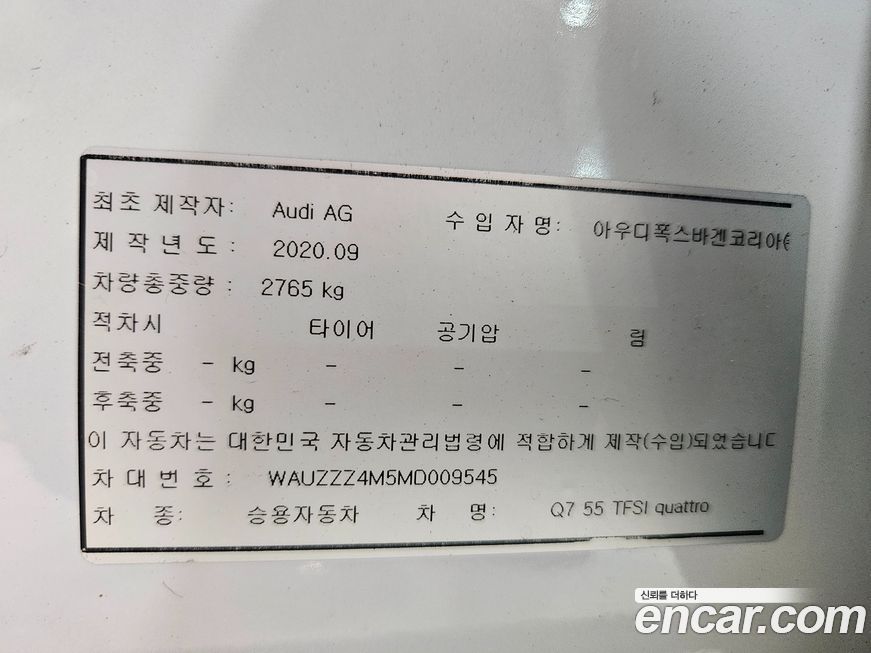 최초 제작자: Audi AG 수 입 자 명: 아우디폭스바겐코리아
제 작 년 도 : 2020.09
차량총중량 : 2765 kg
적차시 타이어 공기압 림
전축중 - kg - - -
후축중 - kg - - -
이 자동차는 대한민국 자동차관리법령에 적합하게 제작(수입)되었습니
차 대 번 호 : WAUZZZ4M5MD009545
차 종: 승용자동차 차 명: Q7 55 TFSI quattro
신뢰를 더하다
encar.com